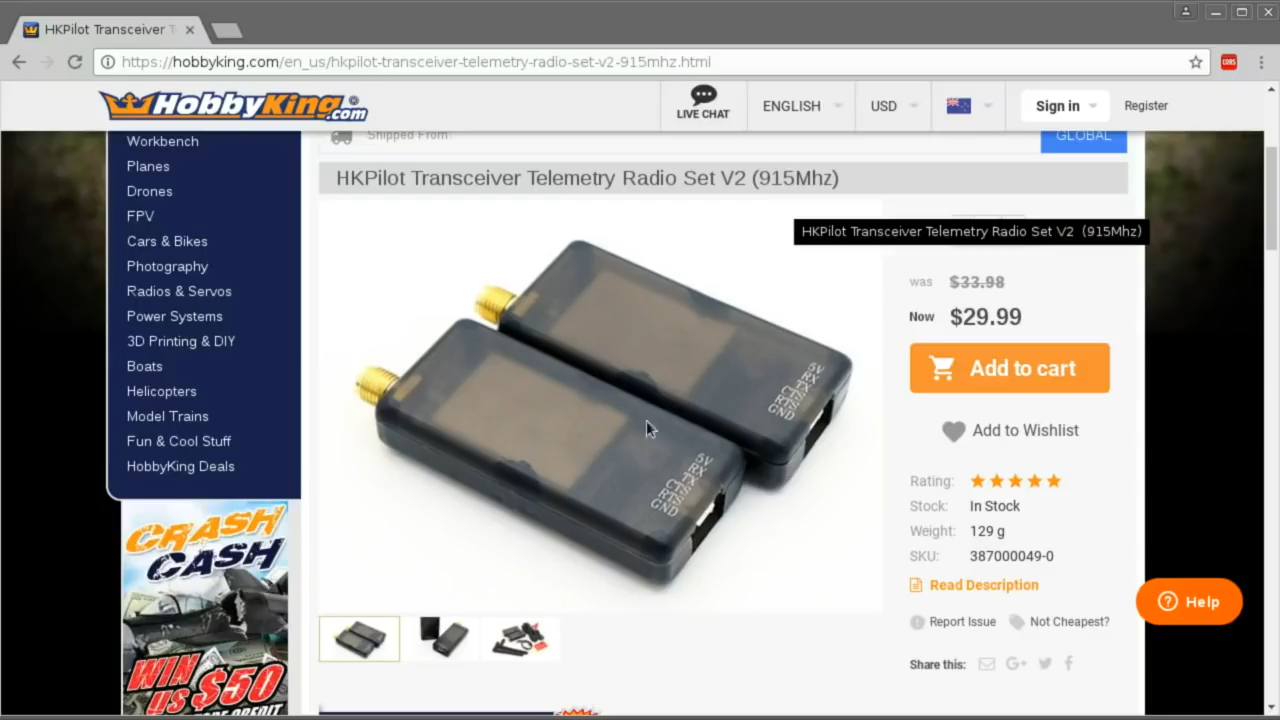 HKPilot Transceiver T
https://hobbyking.com/en_us/hkpilot-transceiver-telemetry-radio-set-v2-915mhz.html
CORS
HobbyKing.com
LIVE CHAT
ENGLISH
USD
Sign in
Register
Workbench
Planes
Drones
FPV
Cars & Bikes
Photography
Radios & Servos
Power Systems
3D Printing & DIY
Boats
Helicopters
Model Trains
Fun & Cool Stuff
HobbyKing Deals
CRASH
CASH
WIN
US $50
Shipped From:
GLOBAL
HKPilot Transceiver Telemetry Radio Set V2 (915Mhz)
HKPilot Transceiver Telemetry Radio Set V2 (915Mhz)
was $33.98
Now $29.99
Add to cart
Add to Wishlist
Rating:
Stock: In Stock
Weight: 129 g
SKU: 387000049-0
Read Description
Report Issue
Not Cheapest?
Share this:
Help
5V
GND
5V
GND